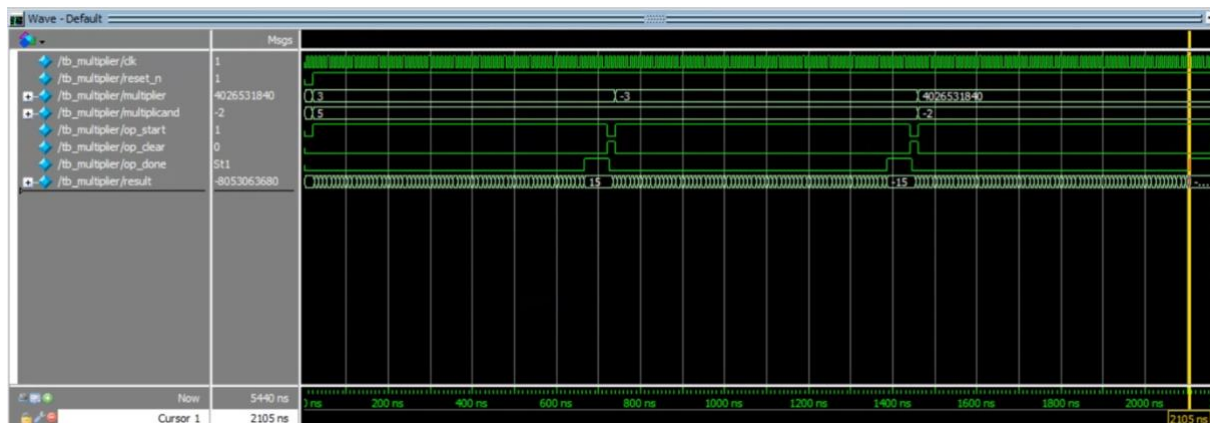 Wave - Default
Msgs
/tb_multiplier/clk 1
/tb_multiplier/reset_n 1
/tb_multiplier/multiplier 4026531840 3 -3 4026531840
/tb_multiplier/multiplicand -2 5 -2
/tb_multiplier/op_start 1
/tb_multiplier/op_clear 0
/tb_multiplier/op_done St1
/tb_multiplier/result -8053063680 15 -15 -...
Now 5440 ns ns 200 ns 400 ns 600 ns 800 ns 1000 ns 1200 ns 1400 ns 1600 ns 1800 ns 2000 ns
Cursor 1 2105 ns 2105 ns